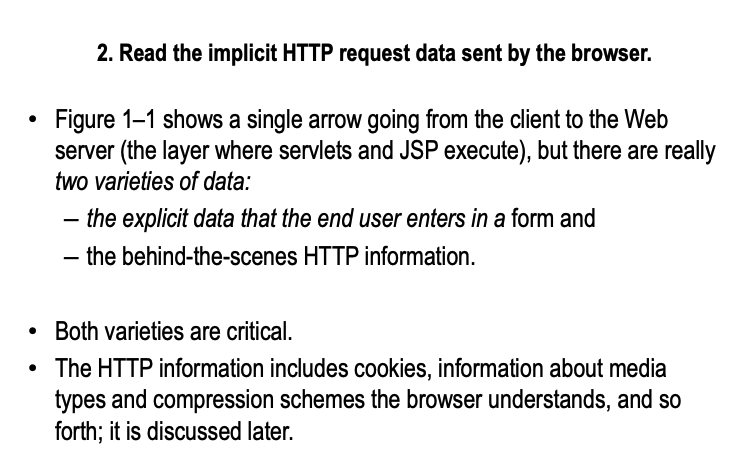 2. Read the implicit HTTP request data sent by the browser.
• Figure 1–1 shows a single arrow going from the client to the Web
server (the layer where servlets and JSP execute), but there are really
two varieties of data:
– the explicit data that the end user enters in a form and
– the behind-the-scenes HTTP information.
• Both varieties are critical.
• The HTTP information includes cookies, information about media
types and compression schemes the browser understands, and so
forth; it is discussed later.